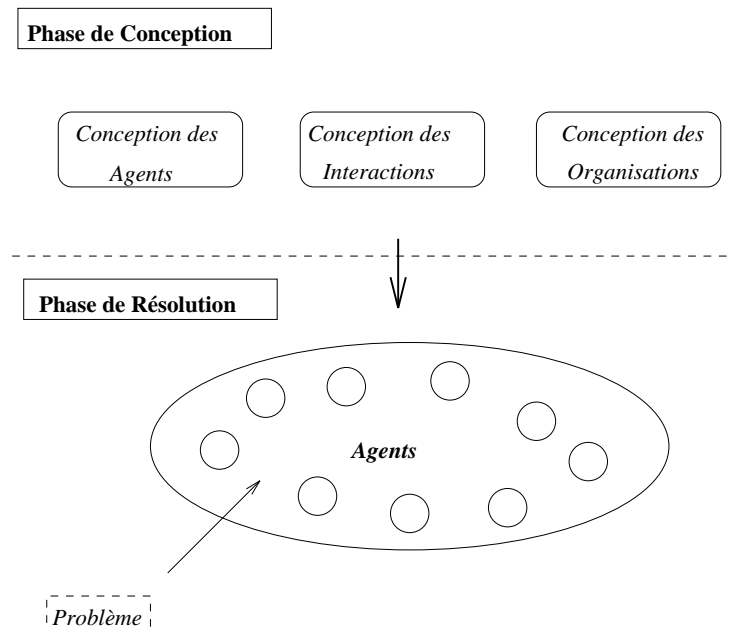 Phase de Conception
Conception des
Agents
Conception des
Interactions
Conception des
Organisations
Phase de Résolution
Agents
Problème